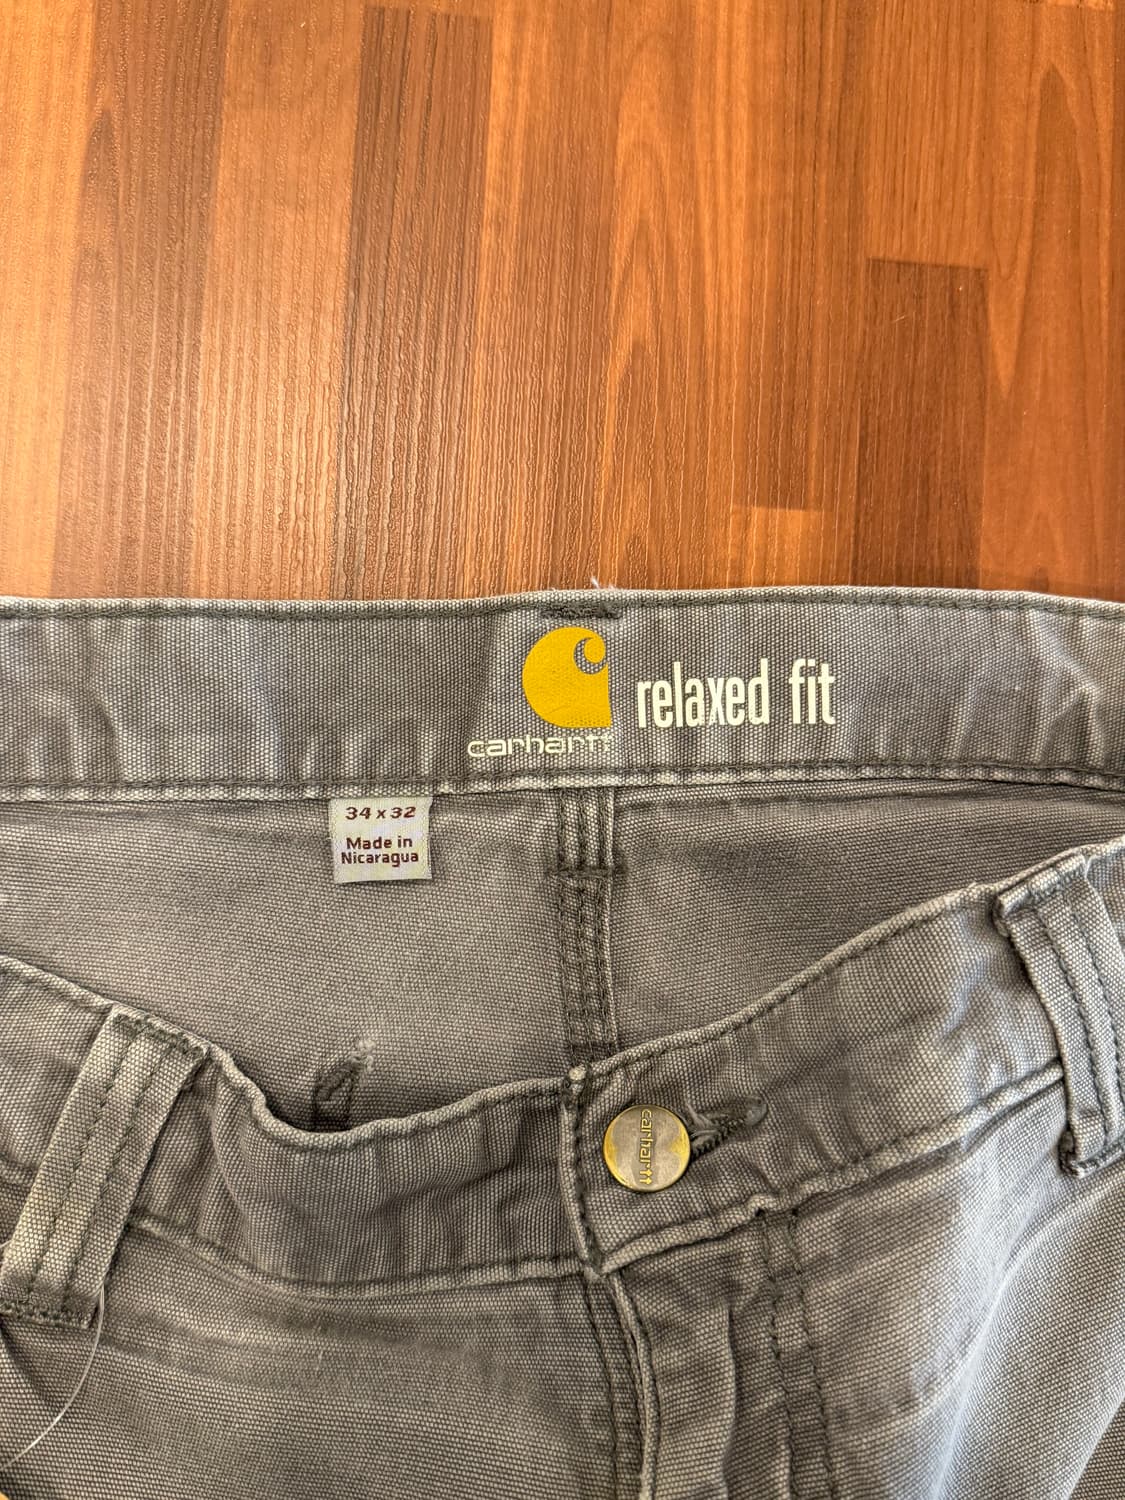 relaxed fit
carhartt
34 x 32
Made in
Nicaragua
carhartt